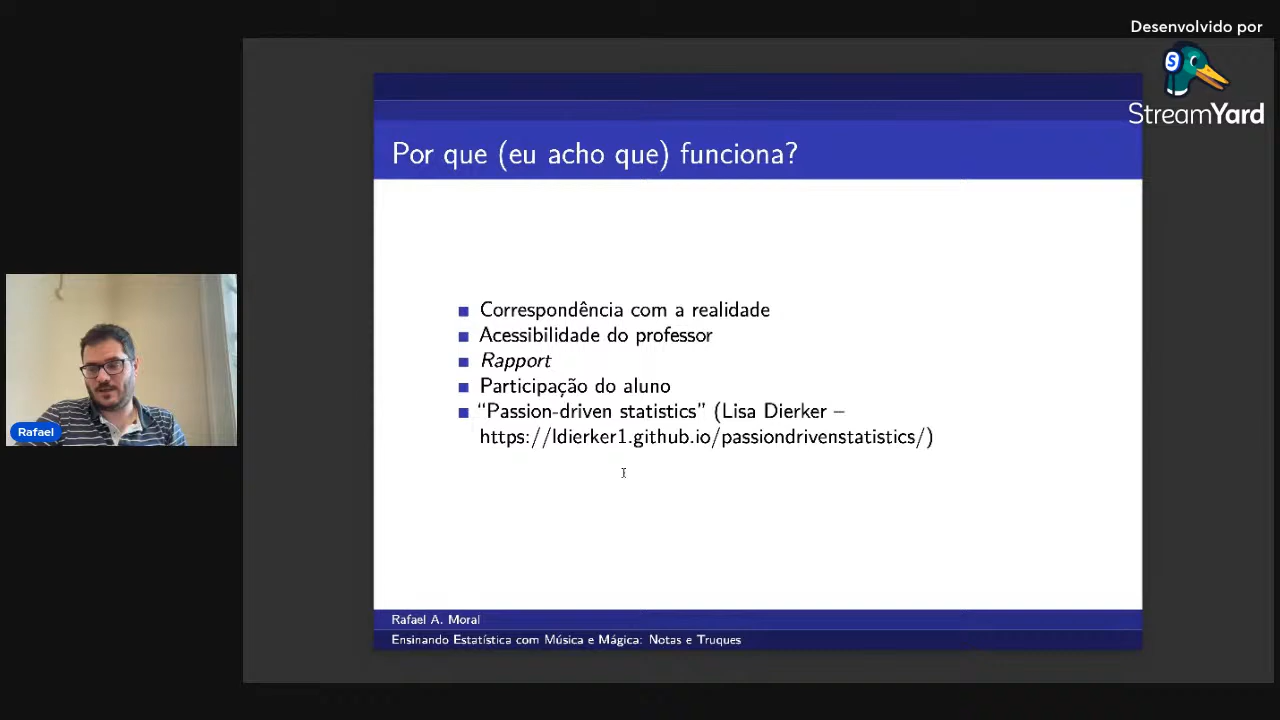 Desenvolvido por
StreamYard
Por que (eu acho que) funciona?
Correspondência com a realidade
Acessibilidade do professor
Rapport
Participação do aluno
“Passion-driven statistics” (Lisa Dierker –
https://ldierker1.github.io/passiondrivenstatistics/)
Rafael
Rafael A. Moral
Ensinando Estatística com Música e Mágica: Notas e Truques